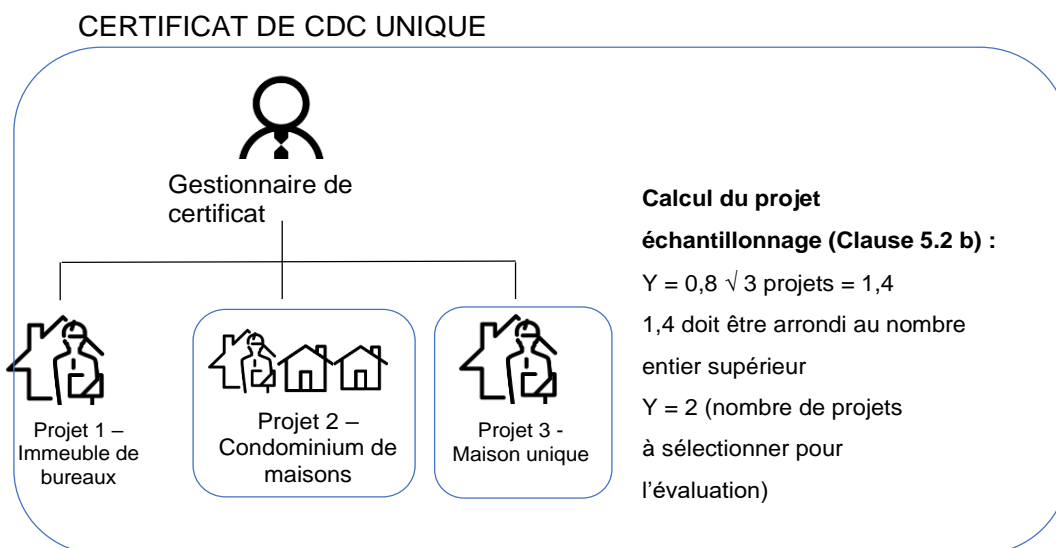 CERTIFICAT DE CDC UNIQUE
Gestionnaire de
certificat
Projet 1 –
Immeuble de
bureaux
Projet 2 –
Condominium de
maisons
Projet 3 -
Maison unique
Calcul du projet
échantillonnage (Clause 5.2 b) :
Y = 0,8 √ 3 projets = 1,4
1,4 doit être arrondi au nombre
entier supérieur
Y = 2 (nombre de projets
à sélectionner pour
l’évaluation)